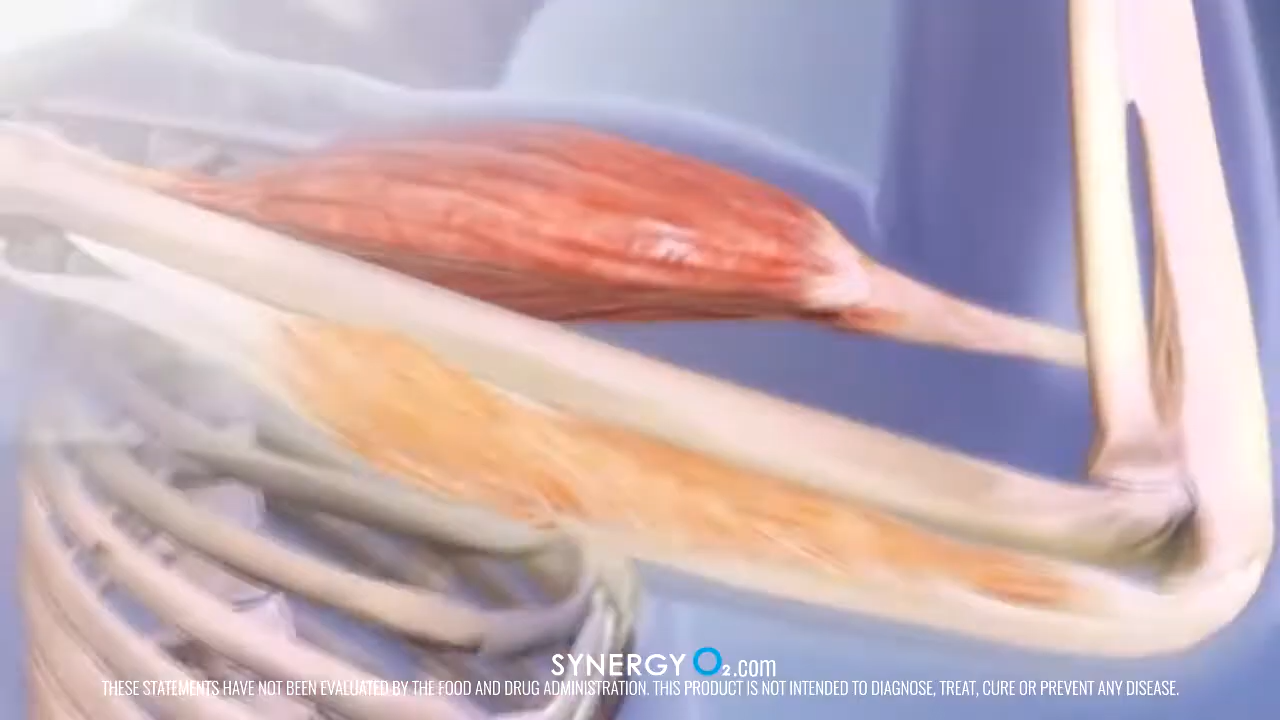 SYNERGY O₂.com
THESE STATEMENTS HAVE NOT BEEN EVALUATED BY THE FOOD AND DRUG ADMINISTRATION. THIS PRODUCT IS NOT INTENDED TO DIAGNOSE, TREAT, CURE OR PREVENT ANY DISEASE.